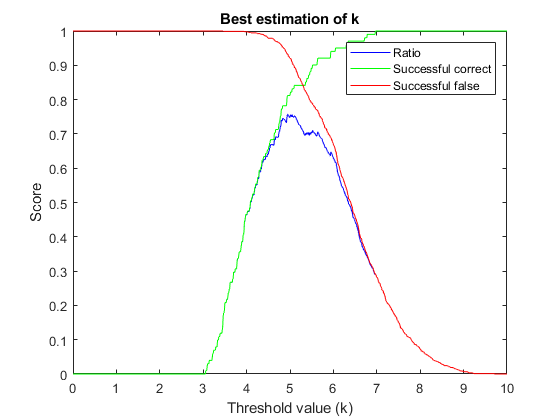 Best estimation of k
Ratio
Successful correct
Successful false
1
0.9
0.8
0.7
0.6
0.5
0.4
0.3
0.2
0.1
0
Score
0 1 2 3 4 5 6 7 8 9 10
Threshold value (k)